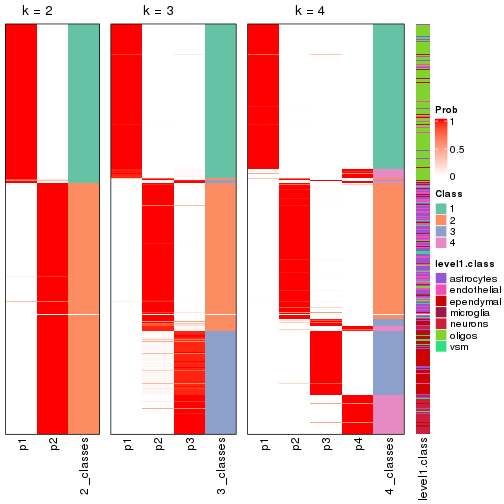 k = 2
k = 3
k = 4
p1
p2
2_classes
p1
p2
p3
3_classes
p1
p2
p3
p4
4_classes
level1.class
Prob
1
0.5
0
Class
1
2
3
4
level1.class
astrocytes
endothelial
ependymal
microglia
neurons
oligos
vsm